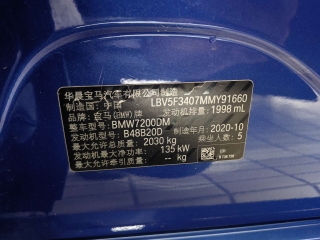 华晨宝马汽车有限公司制造
制造国：中国 LBV5F3407MMY91660
品牌：宝马(BMW)牌 发动机排量：1998 mL
整车型号：BMW7200DM
发动机型号：B48B20D 制造年月：2020-10
最大允许总质量：2030 kg 乘坐人数：5
发动机最大净功率：135 kW
最大允许牵引质量：-- kg